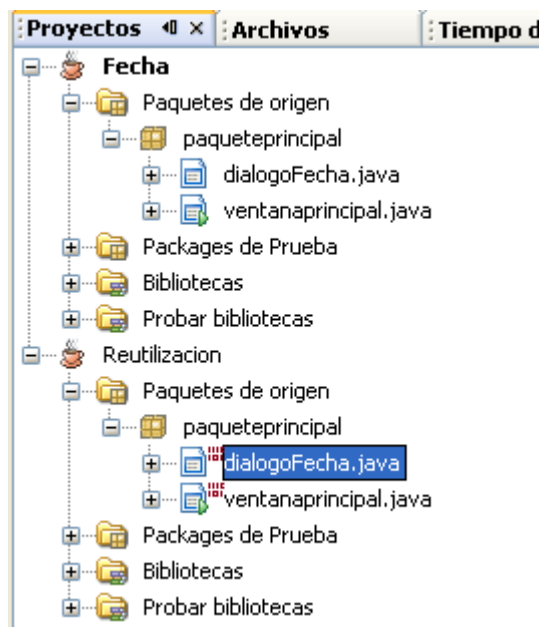 Proyectos Archivos Tiempo d
Fecha
Paquetes de origen
paqueteprincipal
dialogoFecha.java
ventanaprincipal.java
Packages de Prueba
Bibliotecas
Probar bibliotecas
Reutilizacion
Paquetes de origen
paqueteprincipal
dialogoFecha.java
ventanaprincipal.java
Packages de Prueba
Bibliotecas
Probar bibliotecas